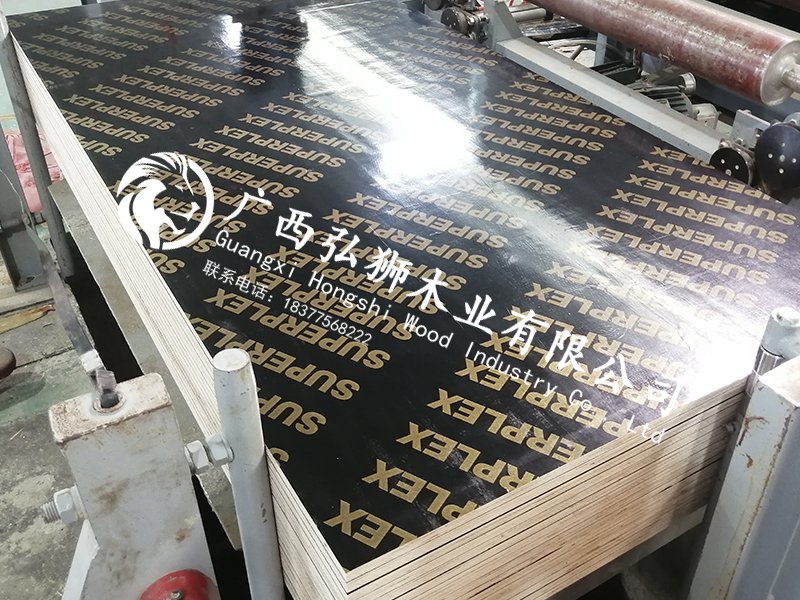 SUPERPLEX
广西弘狮木业有限公司
Guangxi Hongshi Wood Industry Co., Ltd
联系电话：18377568222